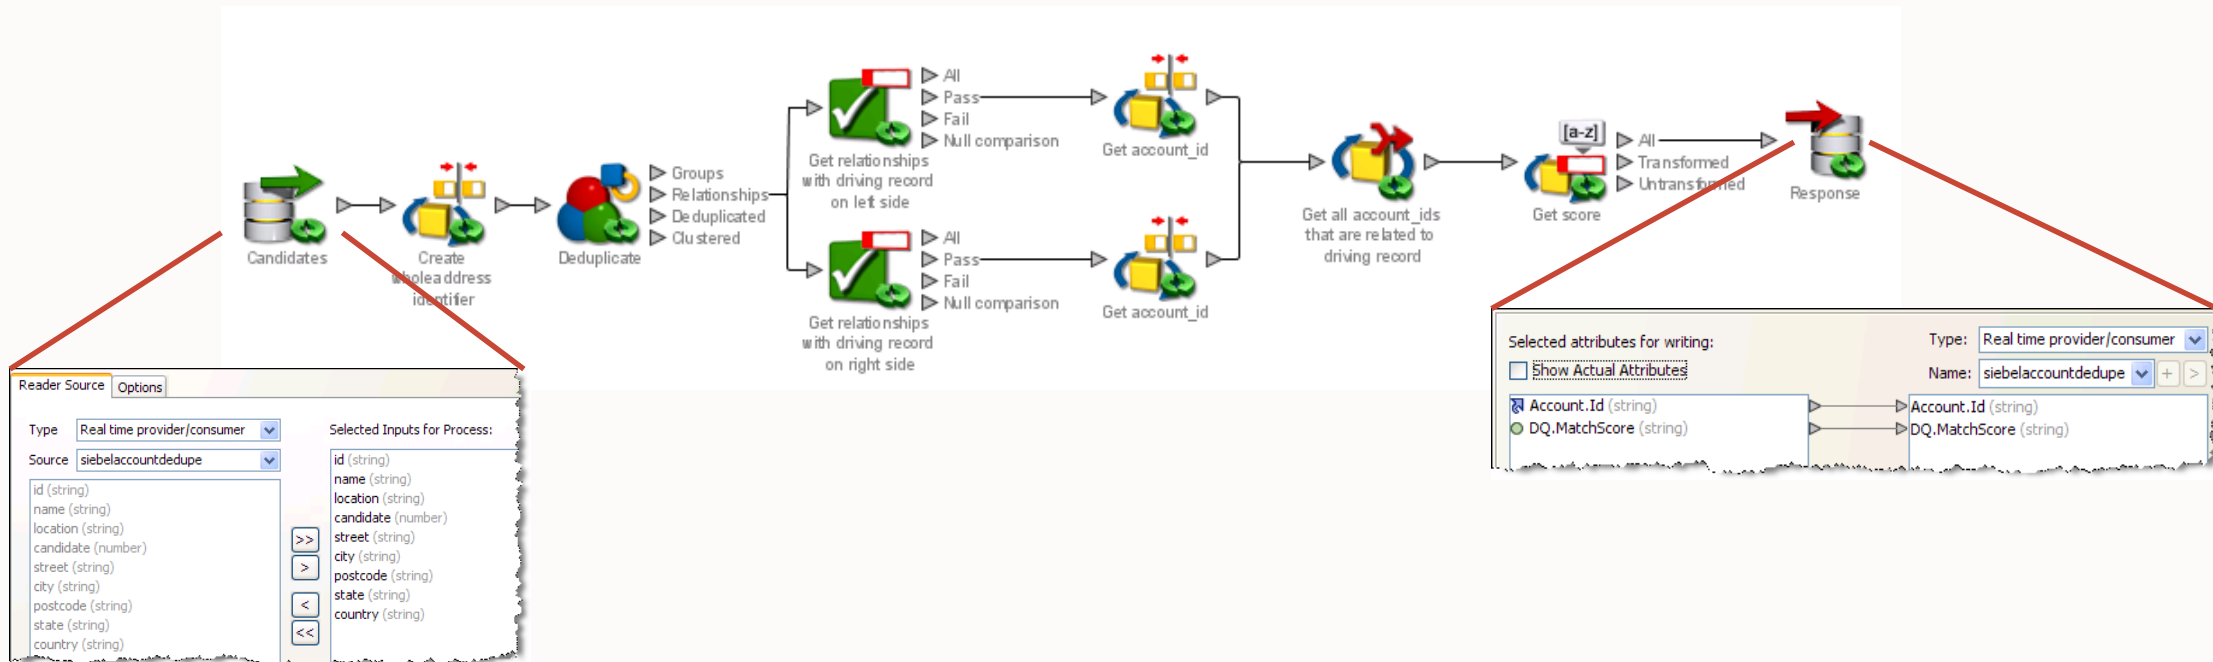 Candidates
Create
wholeaddress
identifier
Deduplicate
Groups
Relationships
Deduplicated
Clustered
All
Pass
Fail
Null comparison
Get relationships
with driving record
on left side
Get account_id
All
Pass
Fail
Null comparison
Get relationships
with driving record
on right side
Get account_id
Get all account_ids
that are related to
driving record
[a-z]
Get score
All
Transformed
Untransformed
Response
Reader Source
Options
Type
Real time provider/consumer
Source
siebelaccountdedupe
id (string)
name (string)
location (string)
candidate (number)
street (string)
city (string)
postcode (string)
state (string)
country (string)
>>
>
<
<<
Selected Inputs for Process:
id (string)
name (string)
location (string)
candidate (number)
street (string)
city (string)
postcode (string)
state (string)
country (string)
Selected attributes for writing:
Show Actual Attributes
Type:
Real time provider/consumer
Name:
siebelaccountdedupe
+
>
Account.Id (string)
DQ.MatchScore (string)
Account.Id (string)
DQ.MatchScore (string)